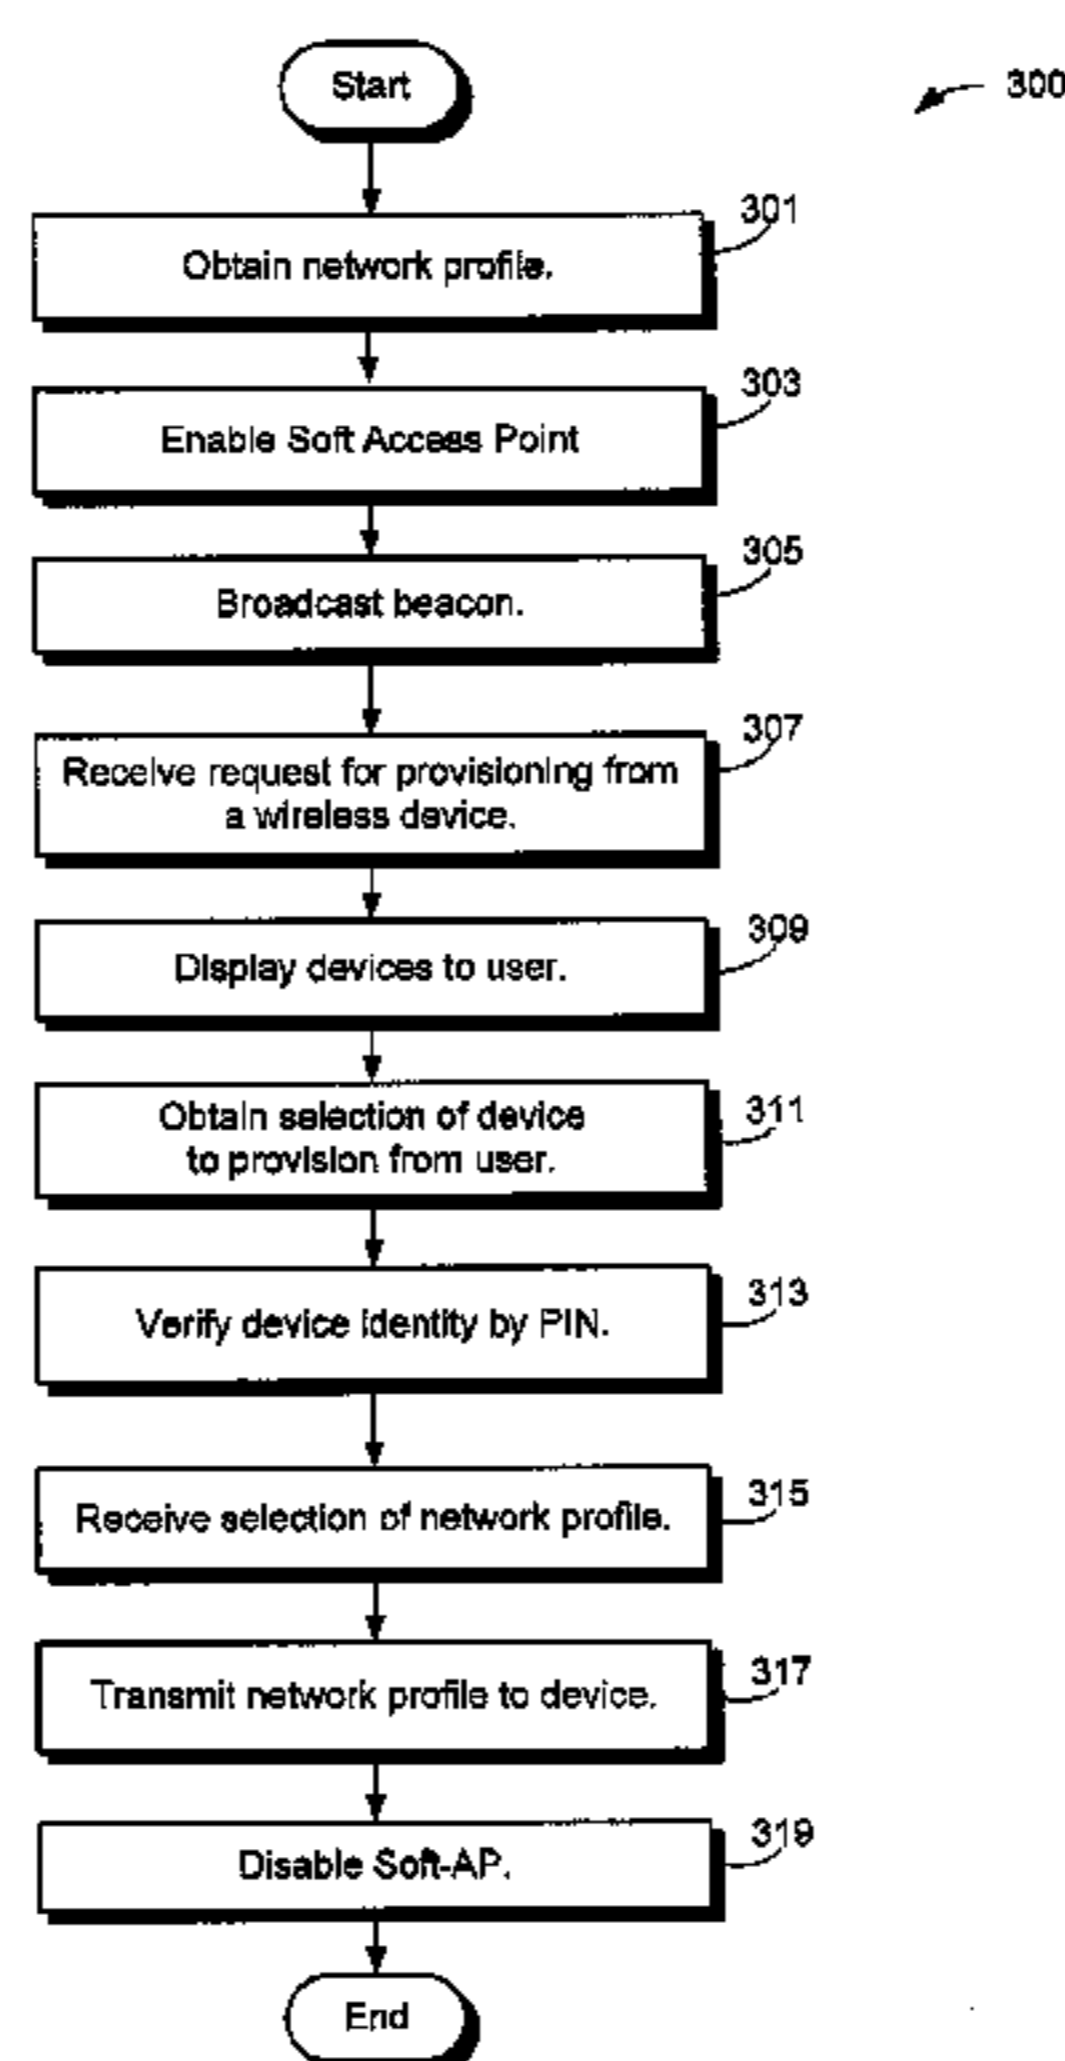 Start
300
301
Obtain network profile.
303
Enable Soft Access Point
305
Broadcast beacon.
307
Receive request for provisioning from
a wireless device.
309
Display devices to user.
311
Obtain selection of device
to provision from user.
313
Verify device identity by PIN.
315
Receive selection of network profile.
317
Transmit network profile to device.
319
Disable Soft-AP.
End